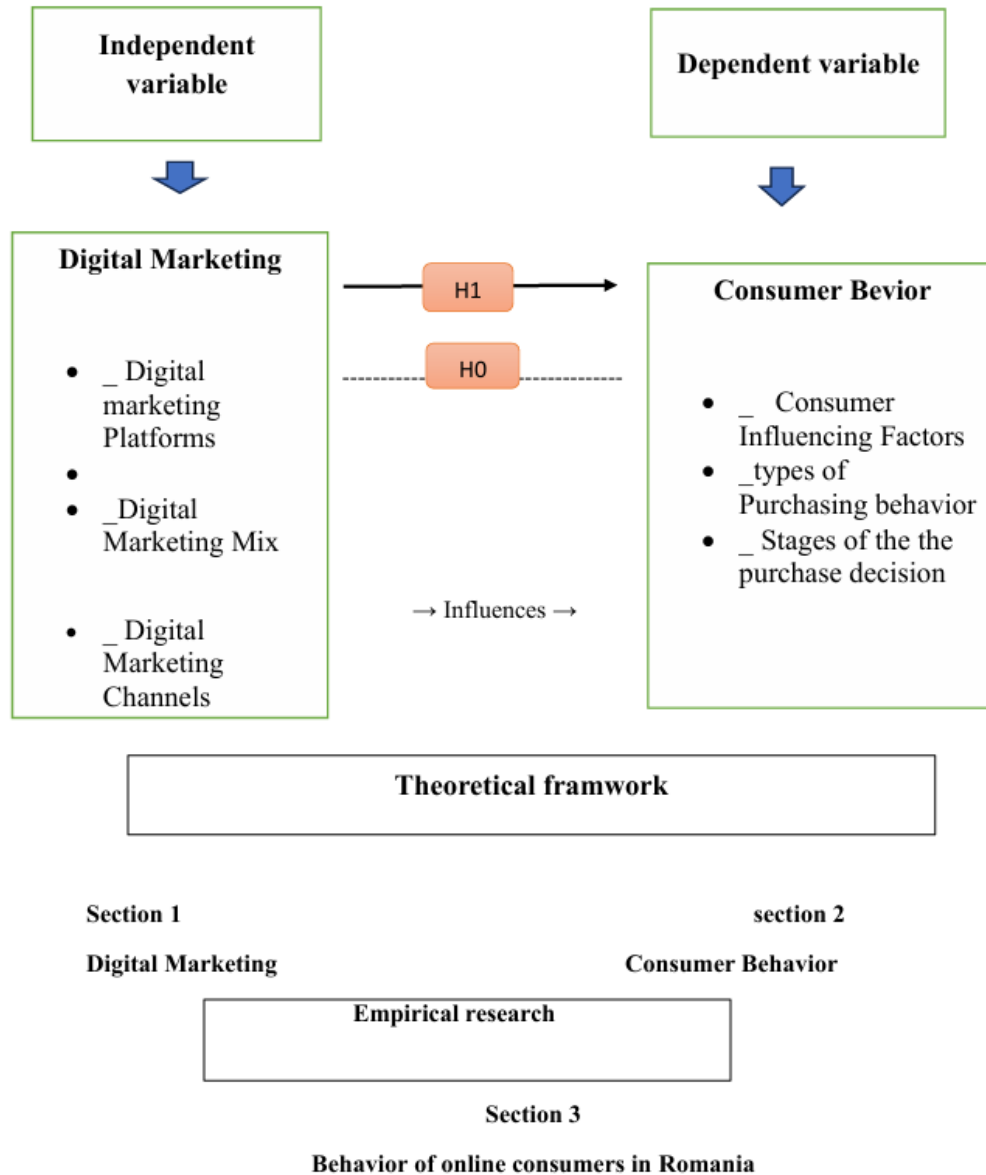 Independent
variable
Dependent variable
Digital Marketing
• _ Digital
marketing
Platforms
•
• _Digital
Marketing Mix
• _ Digital
Marketing
Channels
H1
H0
→ Influences →
Consumer Bevior
• _ Consumer
Influencing Factors
• _types of
Purchasing behavior
• _ Stages of the the
purchase decision
Theoretical framwork
Section 1
section 2
Digital Marketing
Consumer Behavior
Empirical research
Section 3
Behavior of online consumers in Romania